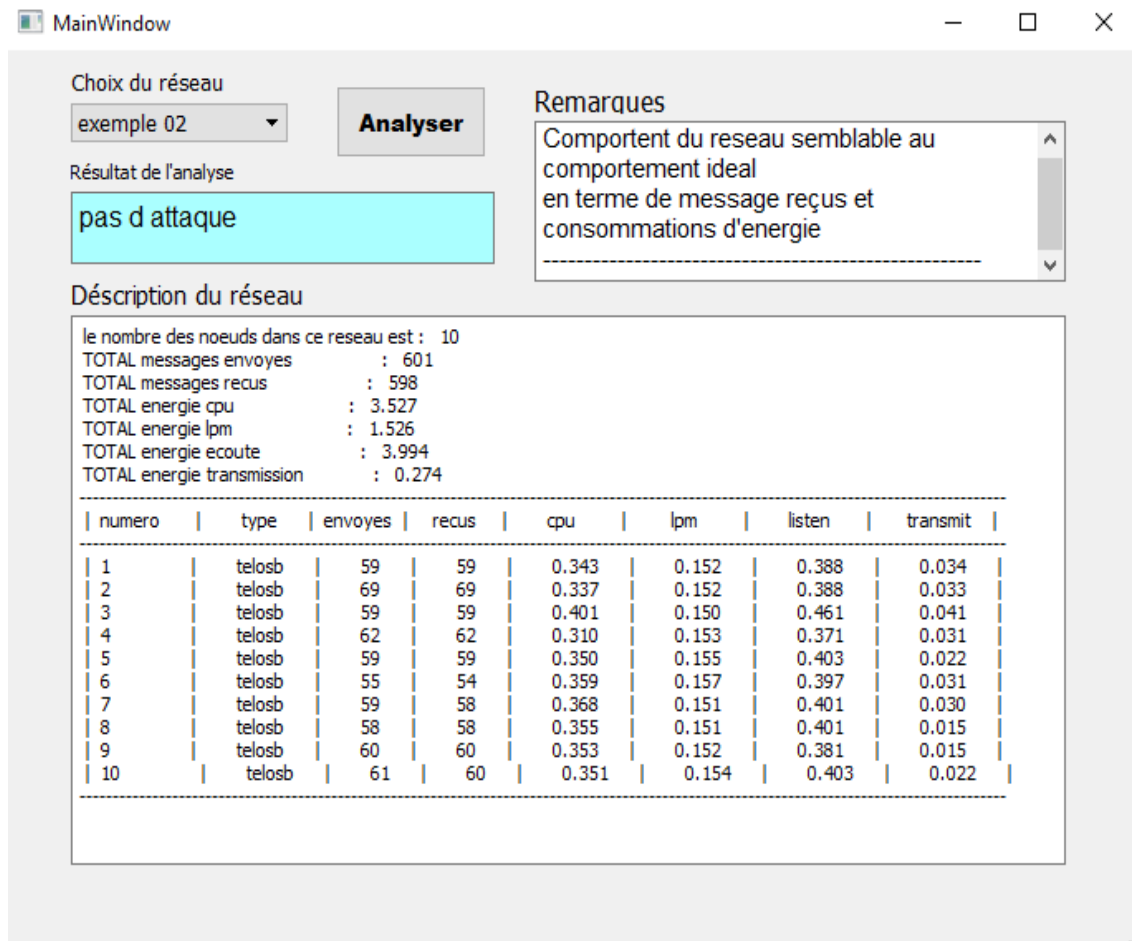 MainWindow
Choix du réseau
exemple 02
Analyser
Résultat de l'analyse
pas d attaque
Remarques
Comportent du reseau semblable au
comportement ideal
en terme de message reçus et
consommations d'energie
------------------------------------------------------
Déscription du réseau
le nombre des noeuds dans ce reseau est : 10
TOTAL messages envoyes : 601
TOTAL messages recus : 598
TOTAL energie cpu : 3.527
TOTAL energie lpm : 1.526
TOTAL energie ecoute : 3.994
TOTAL energie transmission : 0.274
| numero | type | envoyes | recus | cpu | lpm | listen | transmit |
| 1 | telosb | 59 | 59 | 0.343 | 0.152 | 0.388 | 0.034 |
| 2 | telosb | 69 | 69 | 0.337 | 0.152 | 0.388 | 0.033 |
| 3 | telosb | 59 | 59 | 0.401 | 0.150 | 0.461 | 0.041 |
| 4 | telosb | 62 | 62 | 0.310 | 0.153 | 0.371 | 0.031 |
| 5 | telosb | 59 | 59 | 0.350 | 0.155 | 0.403 | 0.022 |
| 6 | telosb | 55 | 54 | 0.359 | 0.157 | 0.397 | 0.031 |
| 7 | telosb | 59 | 58 | 0.368 | 0.151 | 0.401 | 0.030 |
| 8 | telosb | 58 | 58 | 0.355 | 0.151 | 0.401 | 0.015 |
| 9 | telosb | 60 | 60 | 0.353 | 0.152 | 0.381 | 0.015 |
| 10 | telosb | 61 | 60 | 0.351 | 0.154 | 0.403 | 0.022 |